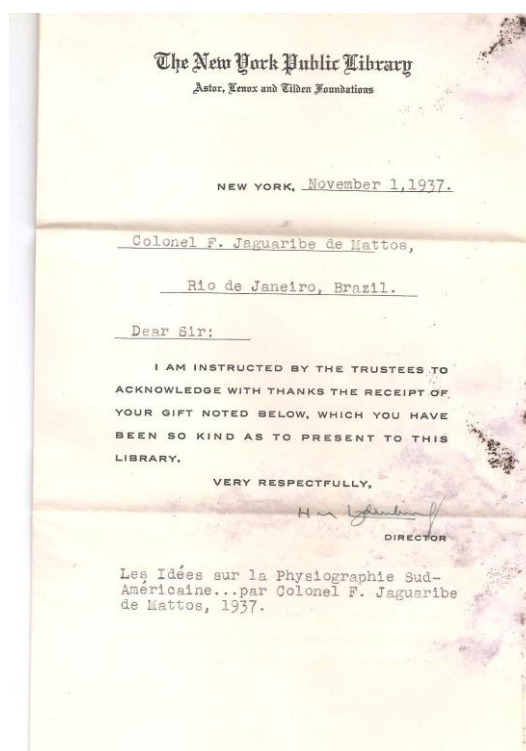 The New York Public Library
Astor, Lenox and Tilden Foundations
NEW YORK, November 1,1937.
Colonel F. Jaguaribe de Mattos,
Rio de Janeiro, Brazil.
Dear Sir:
I AM INSTRUCTED BY THE TRUSTEES TO
ACKNOWLEDGE WITH THANKS THE RECEIPT OF
YOUR GIFT NOTED BELOW, WHICH YOU HAVE
BEEN SO KIND AS TO PRESENT TO THIS
LIBRARY.
VERY RESPECTFULLY,
DIRECTOR
Les Idées sur la Physiographie Sud-
Américaine...par Colonel F. Jaguaribe
de Mattos, 1937.